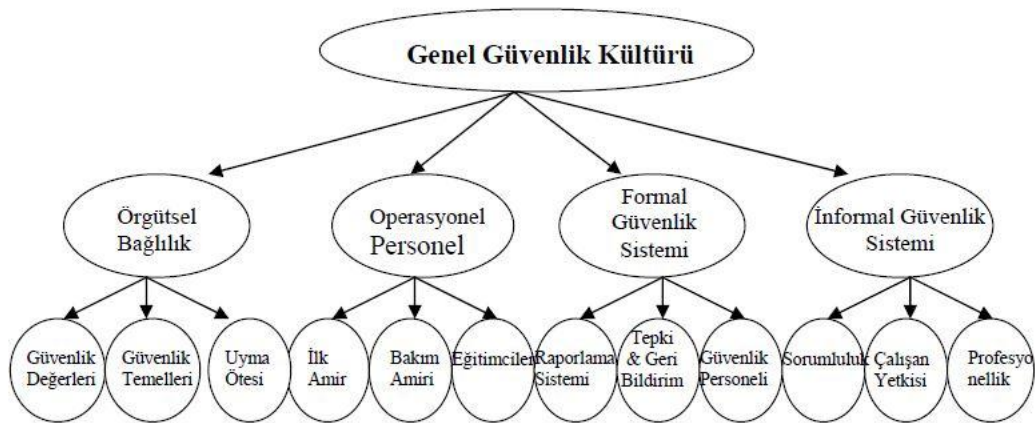 Genel Güvenlik Kültürü
Örgütsel
Bağlılık
Operasyonel
Personel
Formal
Güvenlik
Sistemi
İnformal Güvenlik
Sistemi
Güvenlik
Değerleri
Güvenlik
Temelleri
Uyma
Ötesi
İlk
Amir
Bakım
Amiri
Eğitimciler
Raporlama
Sistemi
Tepki
& Geri
Bildirim
Güvenlik
Personeli
Sorumluluk
Çalışan
Yetkisi
Profesyo
nellik